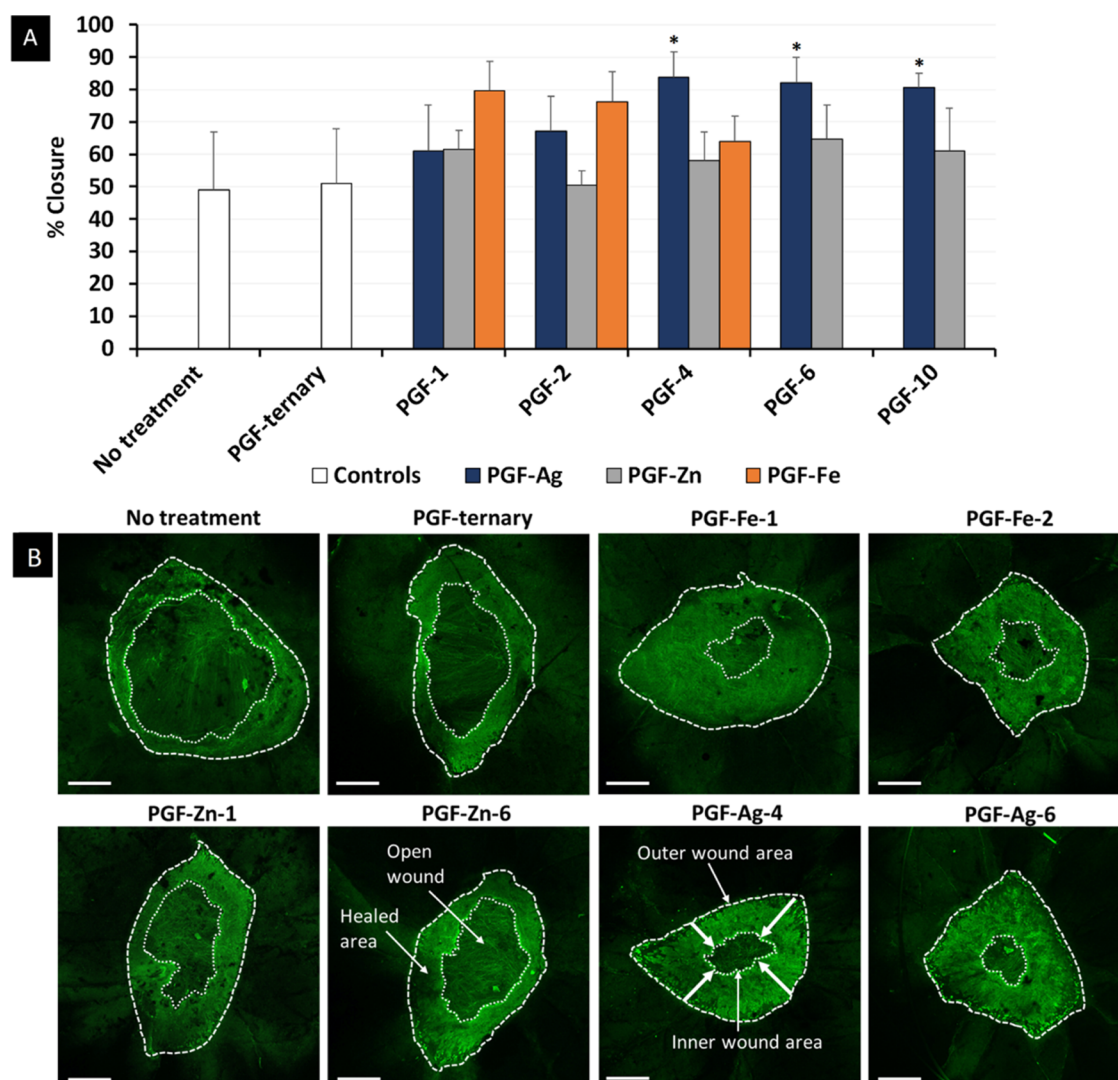 A
100
90
80
70
60
50
40
30
20
10
0
% Closure
* * *
No treatment
PGF-ternary
PGF-1
PGF-2
PGF-4
PGF-6
PGF-10
Controls PGF-Ag PGF-Zn PGF-Fe
B
No treatment PGF-ternary PGF-Fe-1 PGF-Fe-2
PGF-Zn-1 PGF-Zn-6 PGF-Ag-4 PGF-Ag-6
Open
wound
Healed
area
Outer wound area
Inner wound area